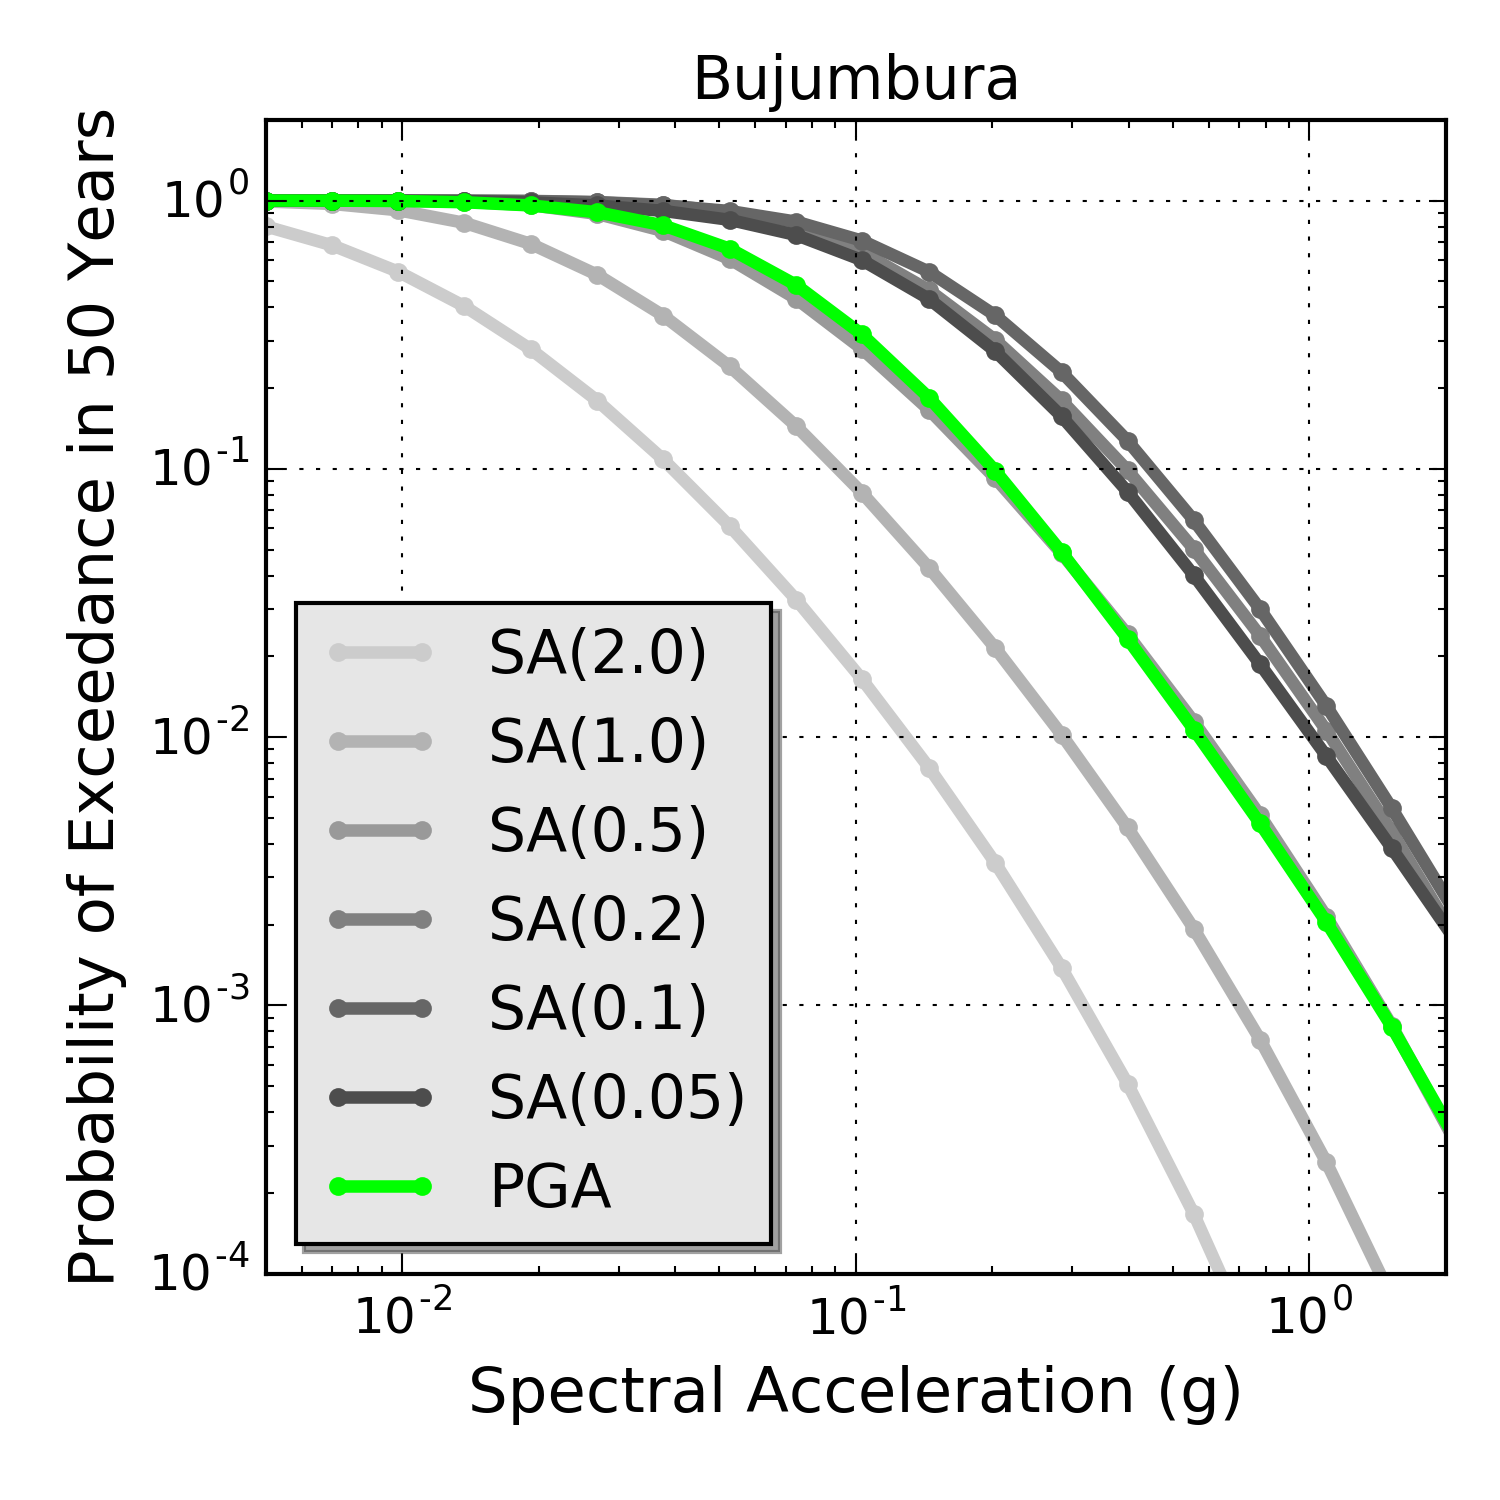 Bujumbura
Probability of Exceedance in 50 Years
10^0
10^-1
10^-2
10^-3
10^-4
SA(2.0)
SA(1.0)
SA(0.5)
SA(0.2)
SA(0.1)
SA(0.05)
PGA
10^-2 10^-1 10^0
Spectral Acceleration (g)